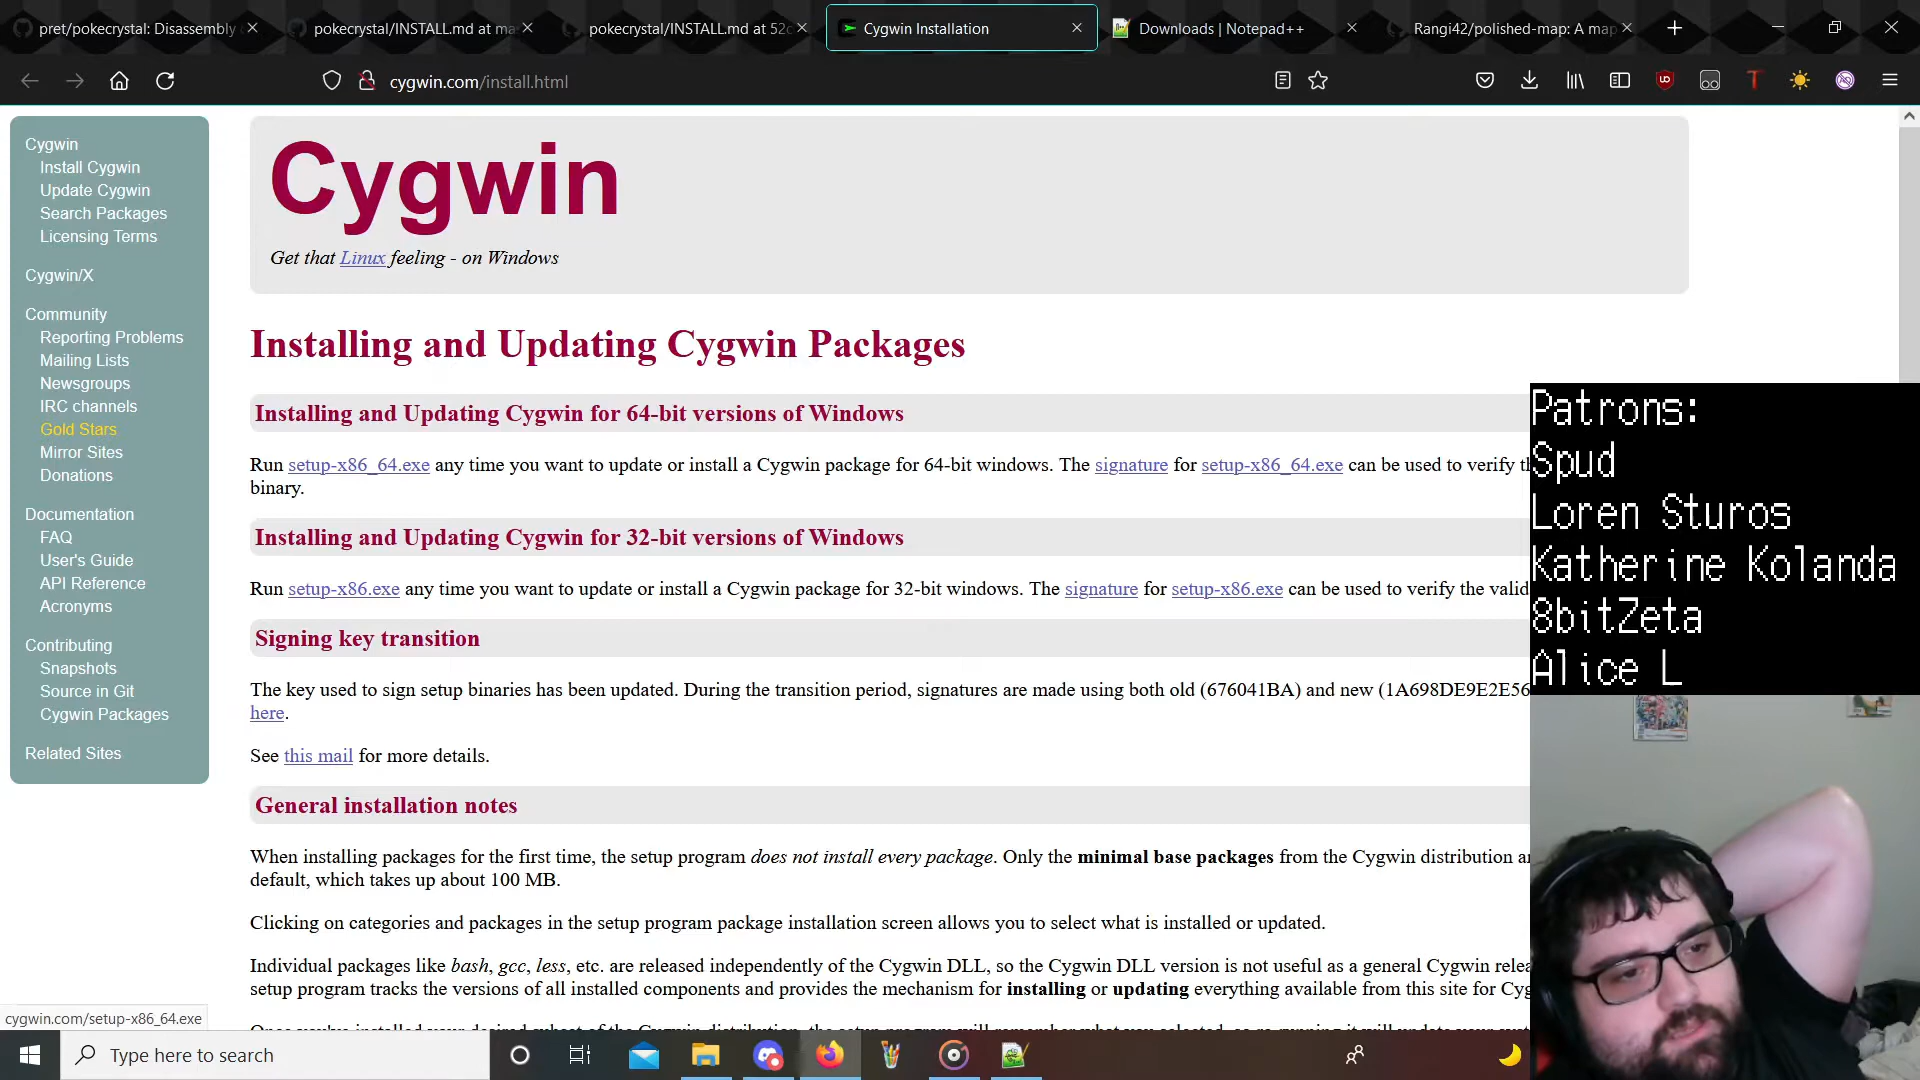 pret/pokecrystal: Disassembly
pokecrystal/INSTALL.md at ma
pokecrystal/INSTALL.md at 52c
Cygwin Installation
Downloads | Notepad++
Rangi42/polished-map: A map
cygwin.com/install.html
Cygwin
Install Cygwin
Update Cygwin
Search Packages
Licensing Terms
Cygwin/X
Community
Reporting Problems
Mailing Lists
Newsgroups
IRC channels
Gold Stars
Mirror Sites
Donations
Documentation
FAQ
User's Guide
API Reference
Acronyms
Contributing
Snapshots
Source in Git
Cygwin Packages
Related Sites
Cygwin
Get that Linux feeling - on Windows
Installing and Updating Cygwin Packages
Installing and Updating Cygwin for 64-bit versions of Windows
Run setup-x86_64.exe any time you want to update or install a Cygwin package for 64-bit windows. The signature for setup-x86_64.exe can be used to verify
binary.
Installing and Updating Cygwin for 32-bit versions of Windows
Run setup-x86.exe any time you want to update or install a Cygwin package for 32-bit windows. The signature for setup-x86.exe can be used to verify the valid
Signing key transition
The key used to sign setup binaries has been updated. During the transition period, signatures are made using both old (676041BA) and new (1A698DE9E2E56
here.
See this mail for more details.
General installation notes
When installing packages for the first time, the setup program does not install every package. Only the minimal base packages from the Cygwin distribution
default, which takes up about 100 MB.
Clicking on categories and packages in the setup program package installation screen allows you to select what is installed or updated.
Individual packages like bash, gcc, less, etc. are released independently of the Cygwin DLL, so the Cygwin DLL version is not useful as a general Cygwin relea
setup program tracks the versions of all installed components and provides the mechanism for installing or updating everything available from this site for Cyg
Patrons:
Spud
Loren Sturos
Katherine Kolanda
8bitZeta
Alice L
cygwin.com/setup-x86_64.exe
Type here to search